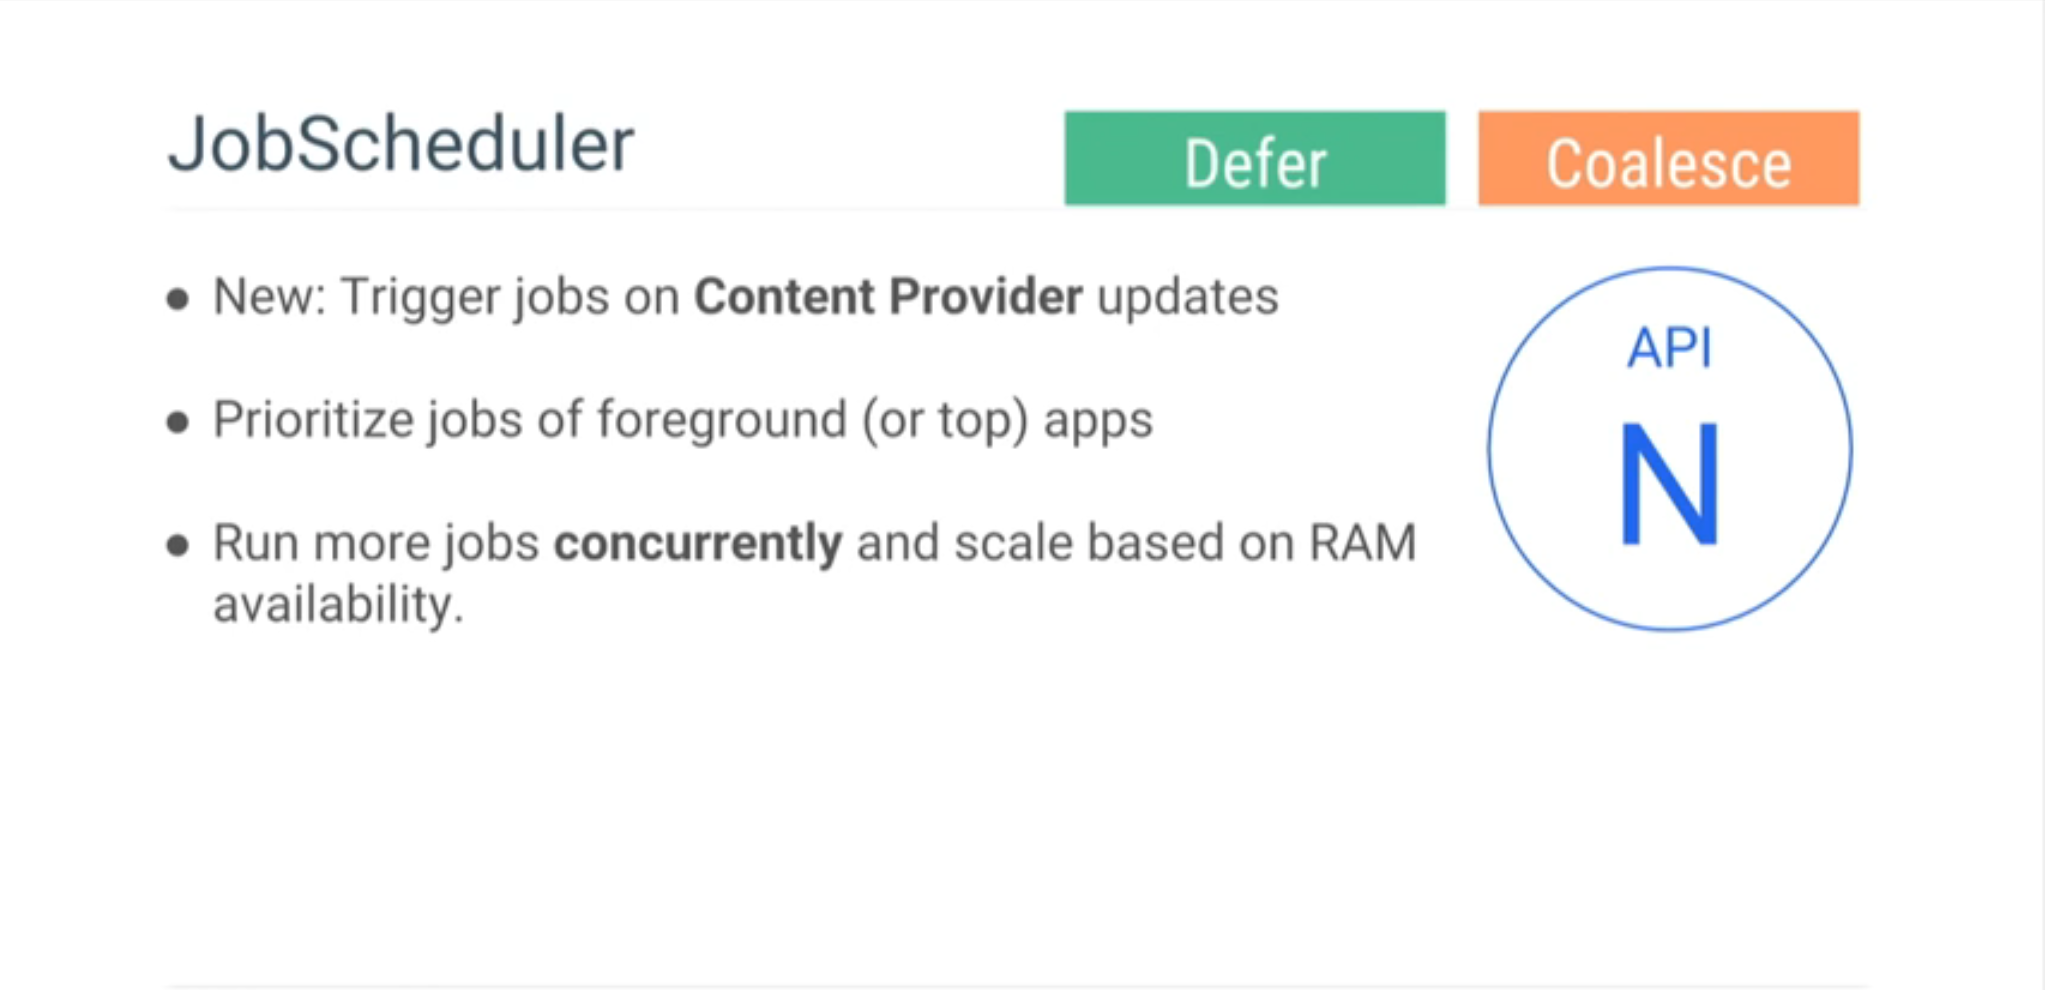 JobScheduler
Defer
Coalesce
● New: Trigger jobs on Content Provider updates
● Prioritize jobs of foreground (or top) apps
● Run more jobs concurrently and scale based on RAM
availability.
API
N